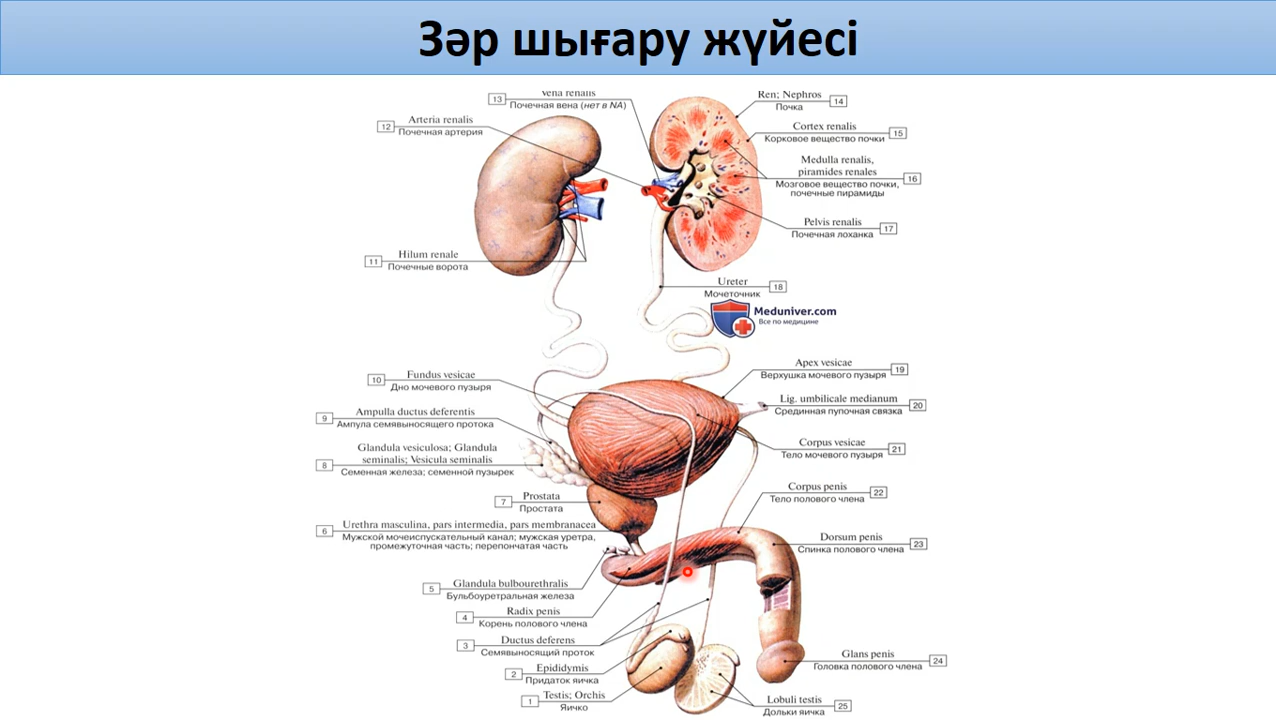 Зәр шығару жүйесі
13
Vena renalis
Почечная вена (нет в NA)
12
Arteria renalis
Почечная артерия
11
Hilum renale
Почечные ворота
Ren; Nephros
Почка
14
Cortex renalis
Корковое вещество почки
15
Medulla renalis,
piramides renales
Мозговое вещество почки,
почечные пирамиды
16
Pelvis renalis
Почечная лоханка
17
Ureter
Мочеточник
18
Meduniver.com
Все по медицине
10
Fundus vesicae
Дно мочевого пузыря
9
Ampulla ductus deferentis
Ампула семявыносящего протока
8
Glandula vesiculosa; Glandula
seminalis; Vesicula seminalis
Семенная железа; семенной пузырек
7
Prostata
Простата
6
Urethra masculina, pars intermedia, pars membranacea
Мужской мочеиспускательный канал; мужская уретра,
промежуточная часть; перепончатая часть
5
Glandula bulbourethralis
Бульбоуретральная железа
4
Radix penis
Корень полового члена
3
Ductus deferens
Семявыносящий проток
2
Epididymis
Придаток яичка
1
Testis; Orchis
Яичко
Apex vesicae
Верхушка мочевого пузыря
19
Lig. umbilicale medianum
Срединная пупочная связка
20
Corpus vesicae
Тело мочевого пузыря
21
Corpus penis
Тело полового члена
22
Dorsum penis
Спинка полового члена
23
Glans penis
Головка полового члена
24
Lobuli testis
Дольки яичка
25